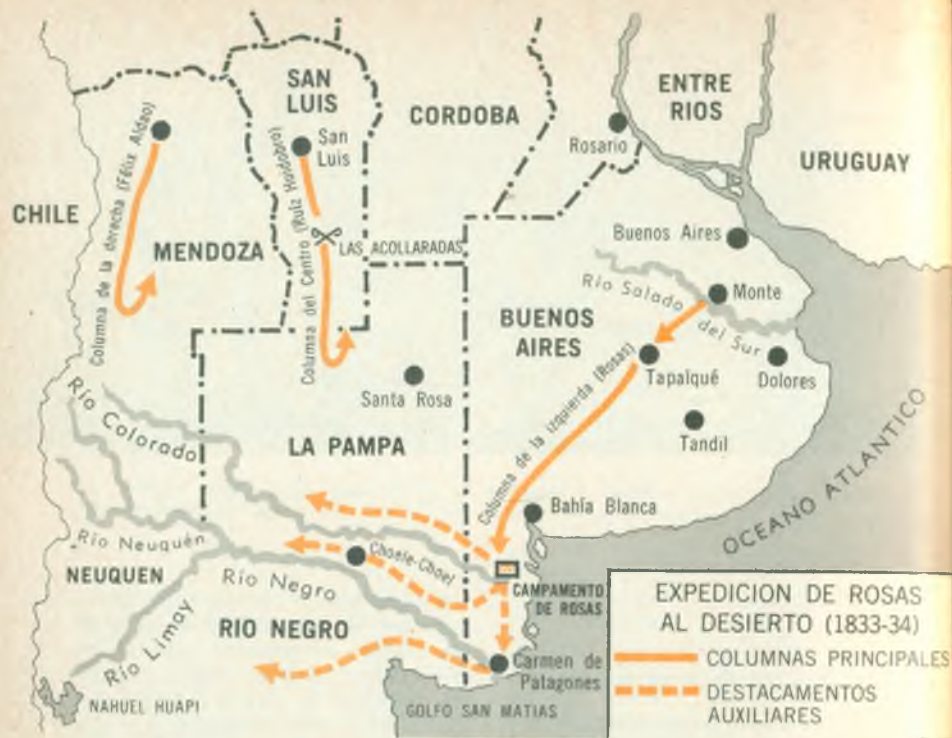 SAN
LUIS
San
Luis
CORDOBA
ENTRE
RIOS
Rosario
URUGUAY
CHILE
Columna de la derecha (Félix Aldao)
MENDOZA
Columna del Centro (Ruiz Huidobro)
LAS ACOLLARADAS
Buenos Aires
Río Salado del Sur
Monte
BUENOS
AIRES
Columna de la izquierda (Rosas)
Tapalqué
Dolores
Tandil
Santa Rosa
LA PAMPA
Río Colorado
Bahía Blanca
OCEANO ATLANTICO
Río Neuquén
NEUQUEN
Choele-Choel
CAMPAMENTO
DE ROSAS
Río Negro
Río Limay
RIO NEGRO
Carmen de
Patagones
NAHUEL HUAPI
GOLFO SAN MATIAS
EXPEDICION DE ROSAS
AL DESIERTO (1833-34)
COLUMNAS PRINCIPALES
DESTACAMENTOS
AUXILIARES